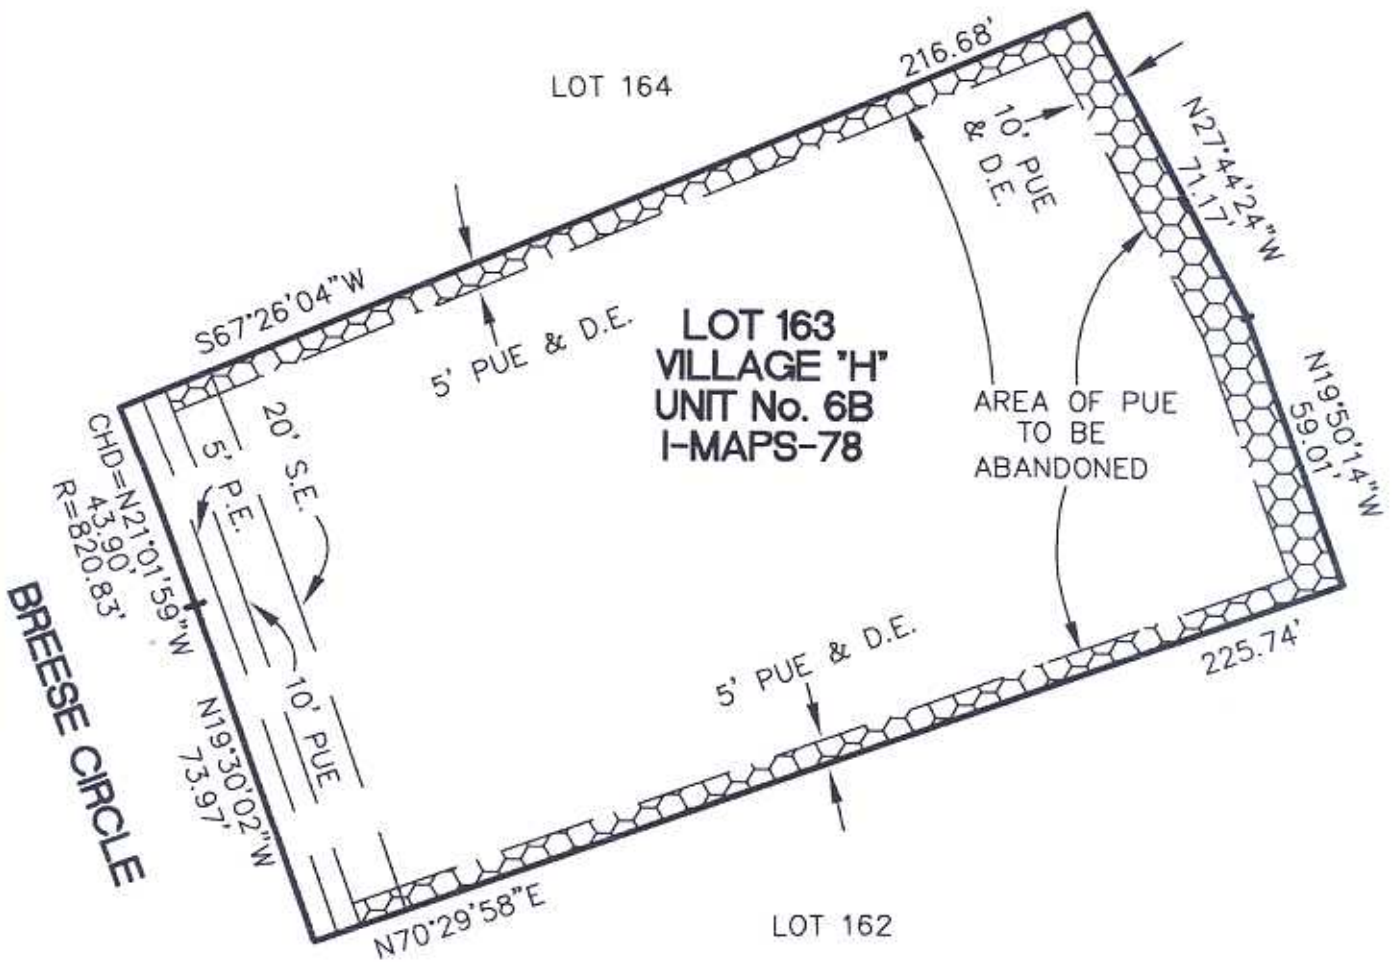 216.68'
LOT 164
10' PUE
& D.E.
N27°44'24"W
71.17'
S67°26'04"W
5' PUE & D.E.
LOT 163
VILLAGE "H"
UNIT No. 6B
I-MAPS-78
AREA OF PUE
TO BE
ABANDONED
N19°50'14"W
59.01'
20' S.E.
5' P.E.
CHD=N21°01'59"W
43.90'
R=820.83'
BREESE CIRCLE
10' PUE
N19°30'02"W
73.97'
5' PUE & D.E.
225.74'
N70°29'58"E
LOT 162